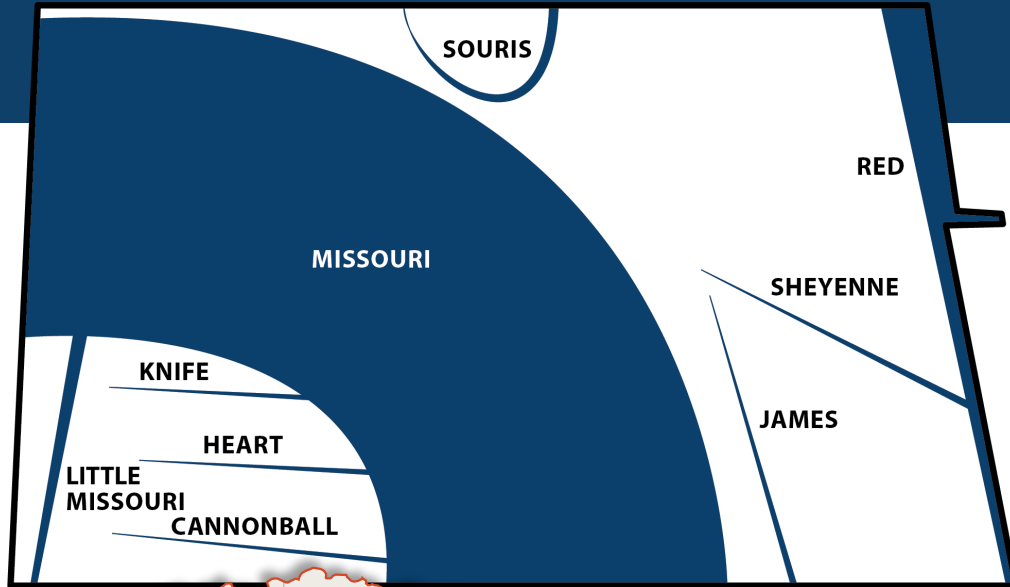 SOURIS
RED
MISSOURI
SHEYENNE
KNIFE
JAMES
HEART
LITTLE
MISSOURI
CANNONBALL